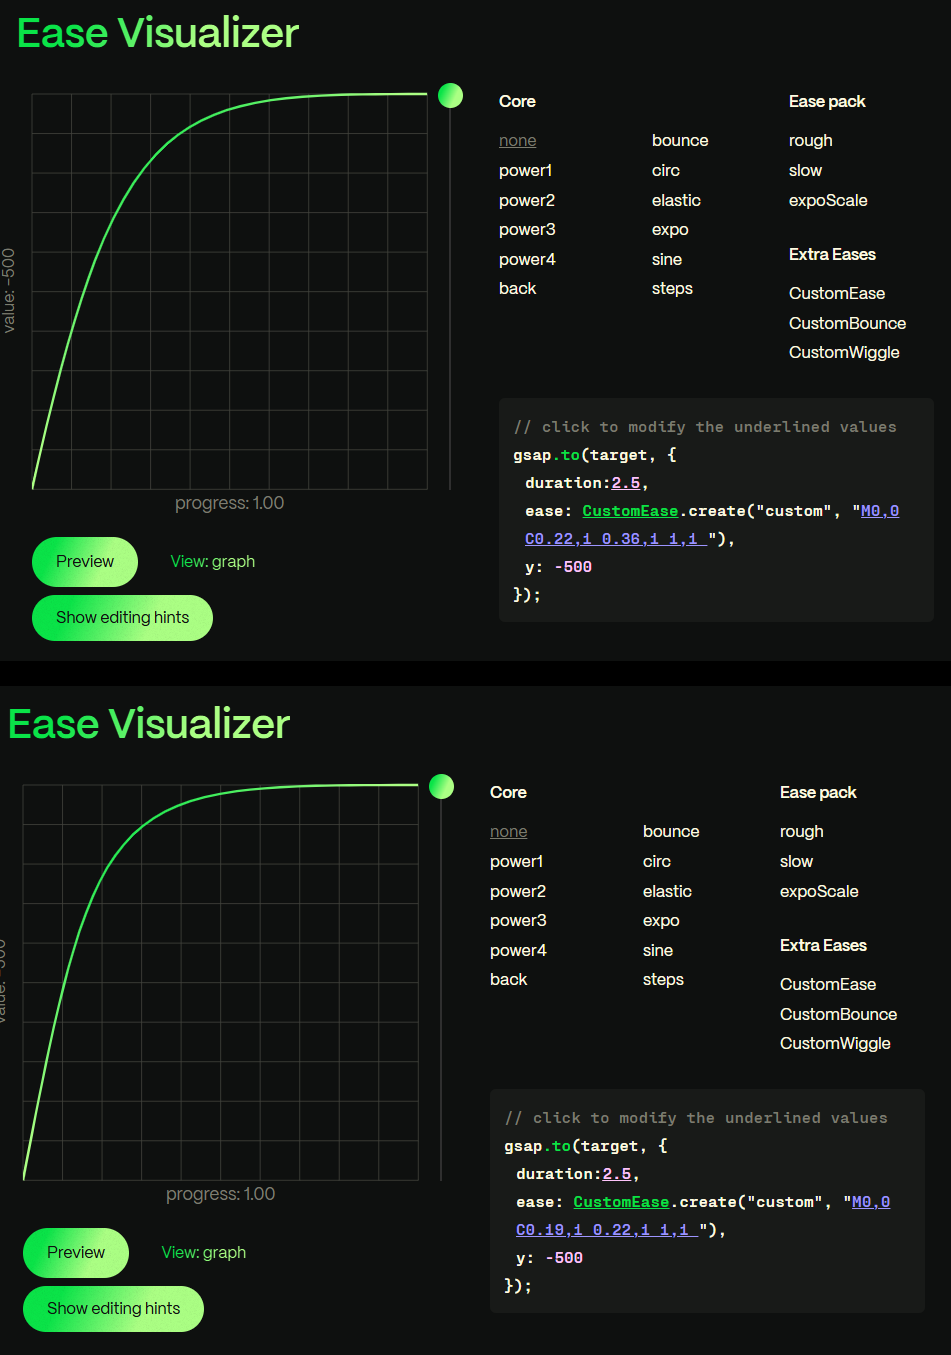 Ease Visualizer
value: -500
progress: 1.00
Preview
View: graph
Show editing hints
Core
none
power1
power2
power3
power4
back
bounce
circ
elastic
expo
sine
steps
Ease pack
rough
slow
expoScale
Extra Eases
CustomEase
CustomBounce
CustomWiggle
// click to modify the underlined values
gsap.to(target, {
duration:2.5,
ease: CustomEase.create("custom", "M0,0
C0.22,1 0.36,1 1,1 "),
y: -500
});
Ease Visualizer
value: -500
progress: 1.00
Preview
View: graph
Show editing hints
Core
none
power1
power2
power3
power4
back
bounce
circ
elastic
expo
sine
steps
Ease pack
rough
slow
expoScale
Extra Eases
CustomEase
CustomBounce
CustomWiggle
// click to modify the underlined values
gsap.to(target, {
duration:2.5,
ease: CustomEase.create("custom", "M0,0
C0.19,1 0.22,1 1,1 "),
y: -500
});